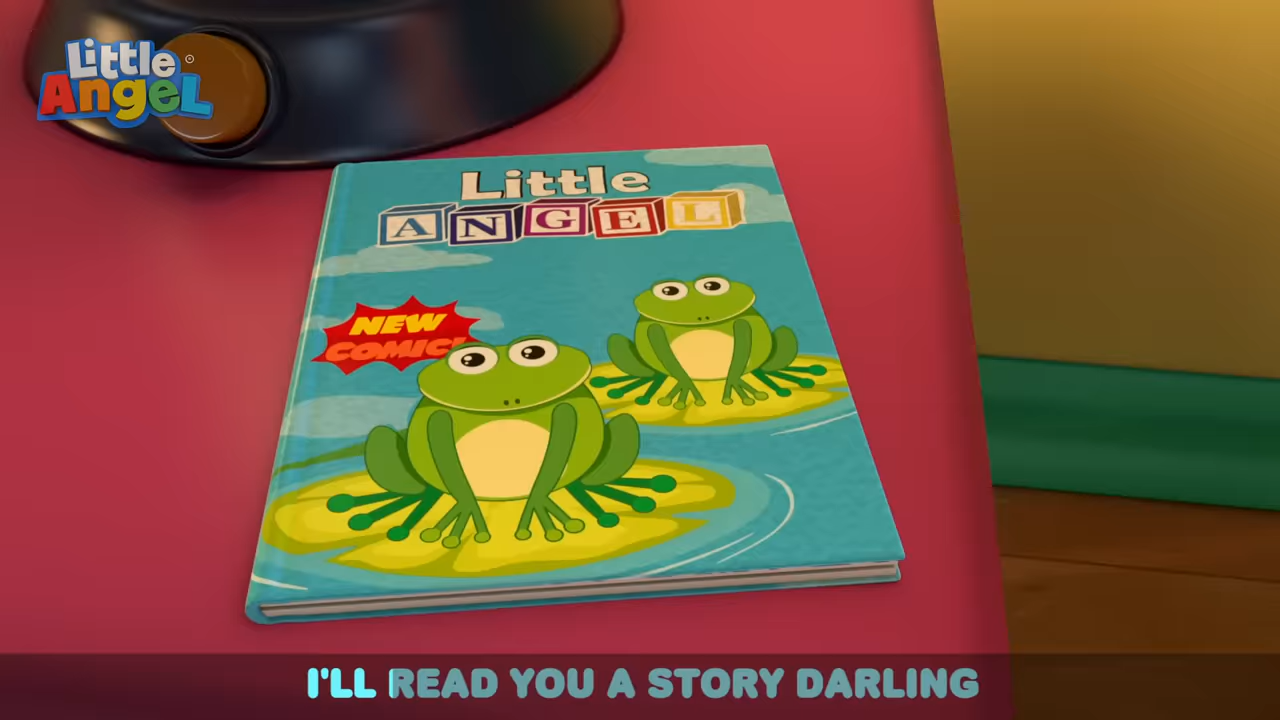 Little
AngeL
Little
ANGEL
NEW
COMIC!
I'LL READ YOU A STORY DARLING